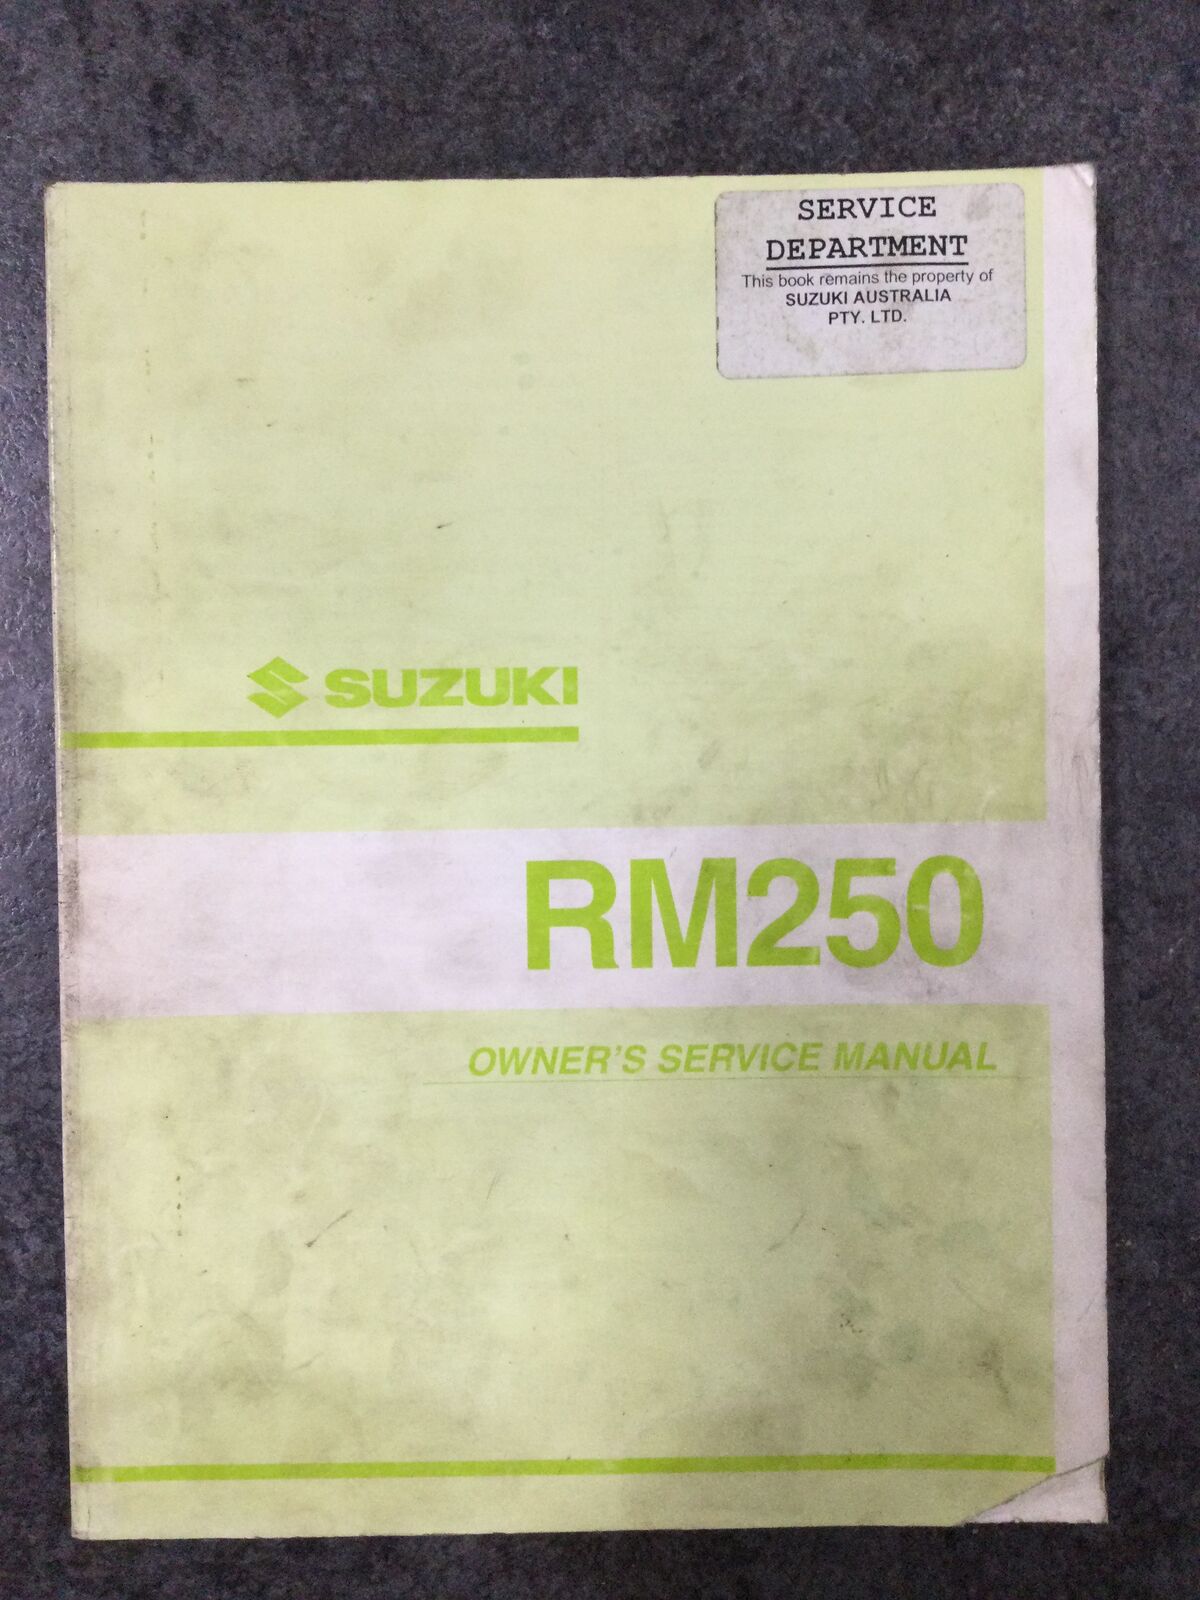 SERVICE
DEPARTMENT
This book remains the property of
SUZUKI AUSTRALIA
PTY. LTD.
SUZUKI
RM250
OWNER'S SERVICE MANUAL